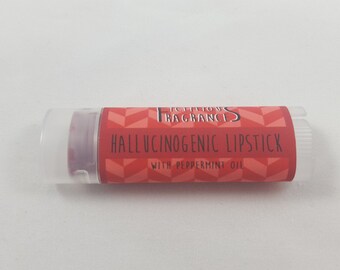 FRAGRANCES
HALLUCINOGENIC LIPSTICK
WITH PEPPERMINT OIL